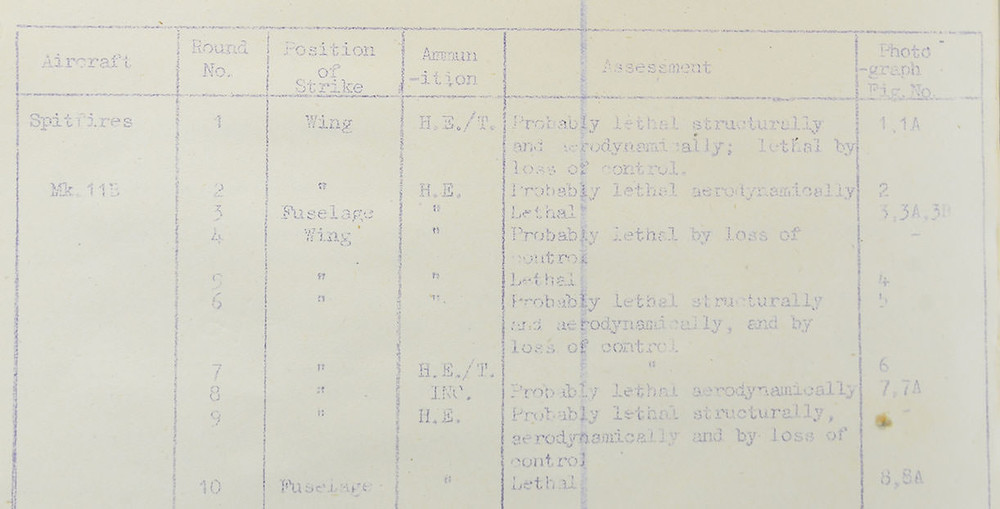 Aircraft Round No. Position of Strike Ammun-ition Assessment Photo-graph Fig. No.
Spitfires 1 Wing H.E./T. Probably lethal structurally 1,1A
and aerodynamically; lethal by
loss of control.
Mk.11B 2 " H.E. Probably lethal aerodynamically 2
3 Fuselage " Lethal 3,3A,3B
4 Wing " Probably lethal by loss of -
control
" " Lethal 4
6 " ". Probably lethal structurally 5
and aerodynamically, and by
loss of control.
7 " H.E./T. " 6
8 " INC. Probably lethal aerodynamically 7,7A
9 " H.E. Probably lethal structurally, -
aerodynamically and by loss of
control
10 Fuselage " Lethal 8,8A